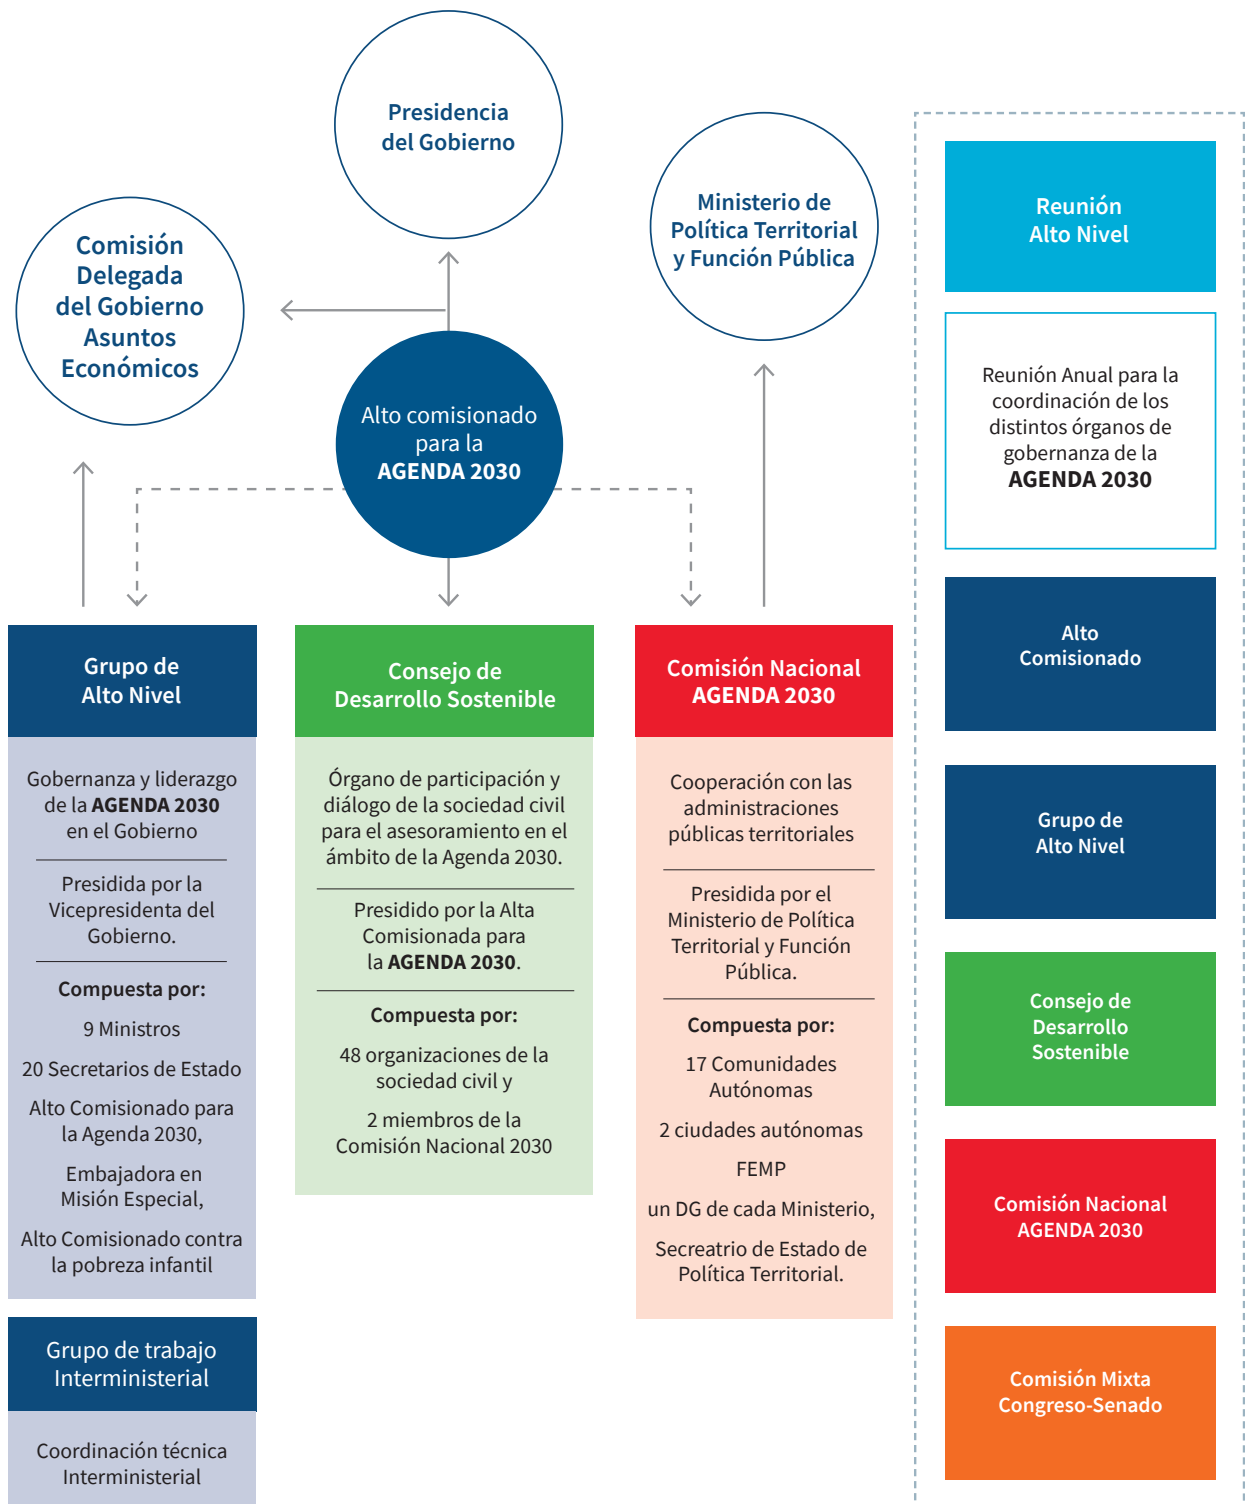 Presidencia
del Gobierno
Comisión
Delegada
del Gobierno
Asuntos
Económicos
Ministerio de
Política Territorial
y Función Pública
Alto comisionado
para la
AGENDA 2030
Grupo de
Alto Nivel
Gobernanza y liderazgo
de la AGENDA 2030
en el Gobierno
Presidida por la
Vicepresidenta del
Gobierno.
Compuesta por:
9 Ministros
20 Secretarios de Estado
Alto Comisionado para
la Agenda 2030,
Embajadora en
Misión Especial,
Alto Comisionado contra
la pobreza infantil
Grupo de trabajo
Interministerial
Coordinación técnica
Interministerial
Consejo de
Desarrollo Sostenible
Órgano de participación y
diálogo de la sociedad civil
para el asesoramiento en el
ámbito de la Agenda 2030.
Presidido por la Alta
Comisionada para
la AGENDA 2030.
Compuesta por:
48 organizaciones de la
sociedad civil y
2 miembros de la
Comisión Nacional 2030
Comisión Nacional
AGENDA 2030
Cooperación con las
administraciones
públicas territoriales
Presidida por el
Ministerio de Política
Territorial y Función
Pública.
Compuesta por:
17 Comunidades
Autónomas
2 ciudades autónomas
FEMP
un DG de cada Ministerio,
Secreatrio de Estado de
Política Territorial.
Reunión
Alto Nivel
Reunión Anual para la
coordinación de los
distintos órganos de
gobernanza de la
AGENDA 2030
Alto
Comisionado
Grupo de
Alto Nivel
Consejo de
Desarrollo
Sostenible
Comisión Nacional
AGENDA 2030
Comisión Mixta
Congreso-Senado